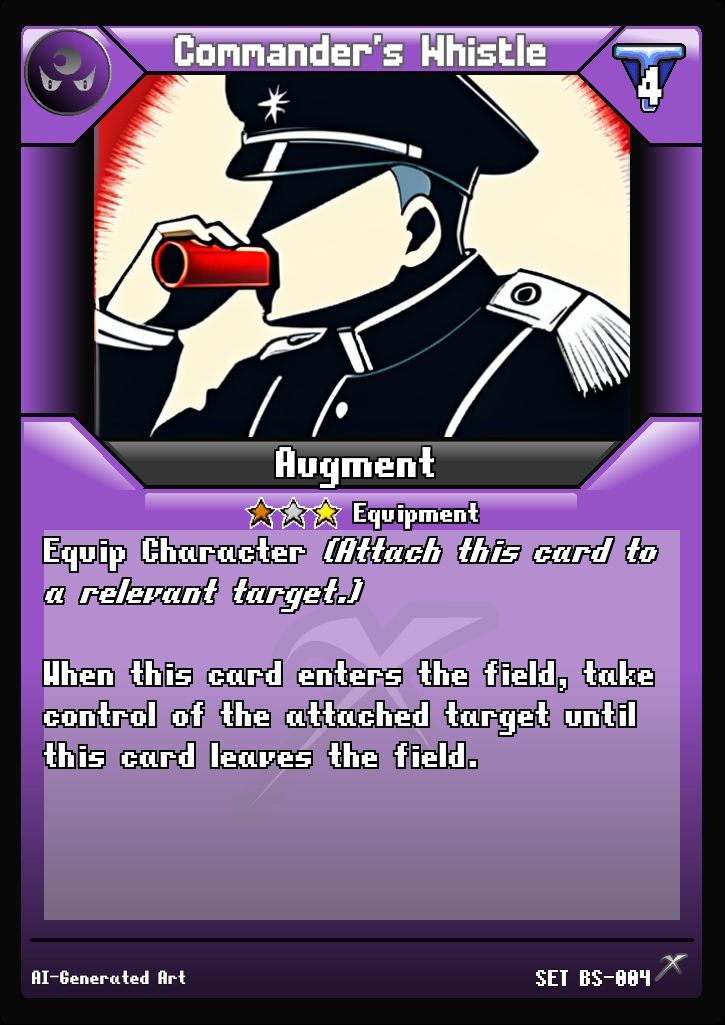 Commander's Whistle
4
Augment
Equipment
Equip Character (Attach this card to
a relevant target.)
When this card enters the field, take
control of the attached target until
this card leaves the field.
AI-Generated Art
SET BS-004